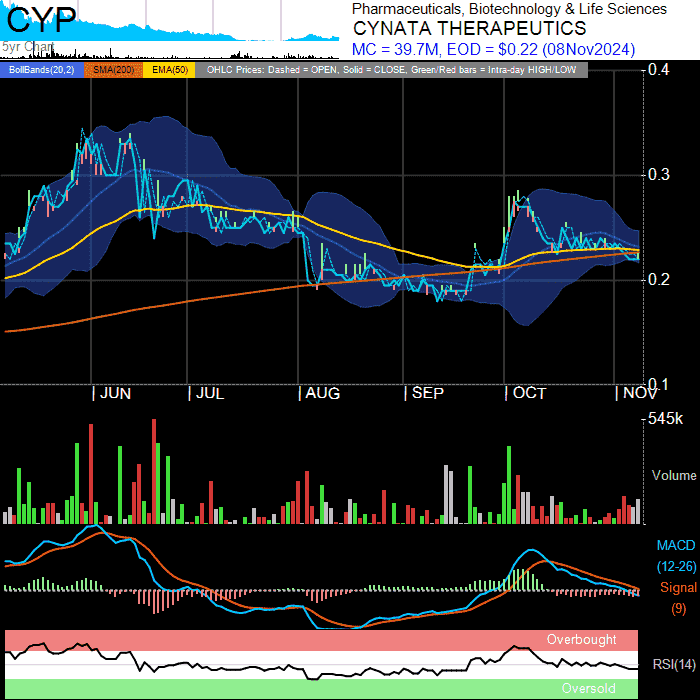 CYP
5yr Chart
Pharmaceuticals, Biotechnology & Life Sciences
CYNATA THERAPEUTICS
MC = 39.7M, EOD = $0.22 (08Nov2024)
BollBands(20,2) SMA(200) EMA(50) OHLC Prices: Dashed = OPEN, Solid = CLOSE, Green/Red bars = Intra-day HIGH/LOW
0.4
0.3
0.2
0.1
| JUN | JUL | AUG | SEP | OCT | NOV
545k
Volume
MACD
(12-26)
Signal
(9)
Overbought
RSI(14)
Oversold